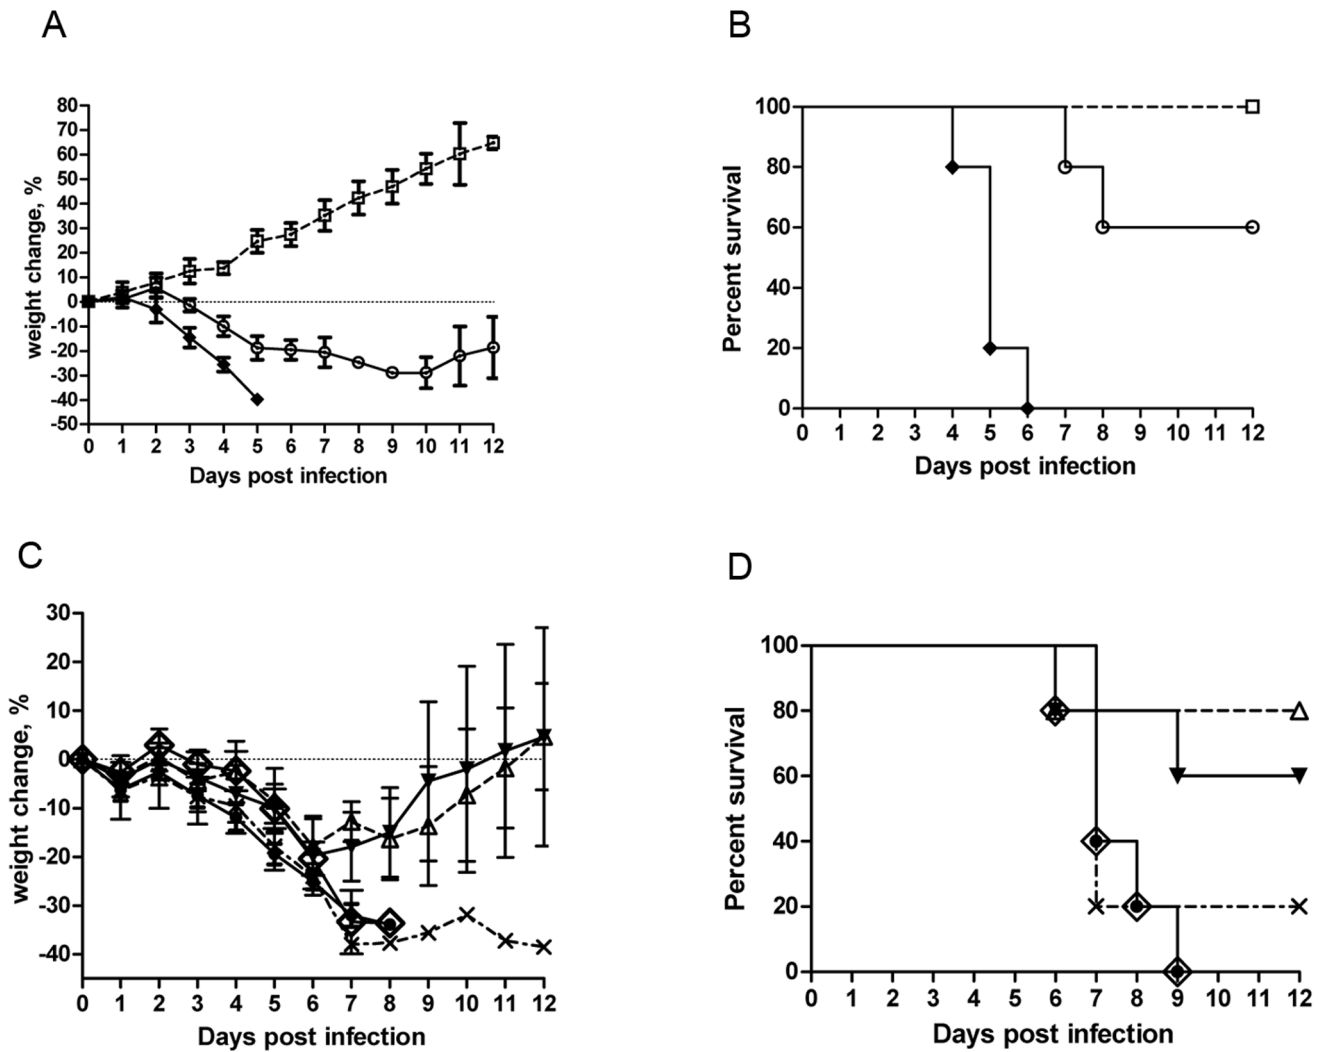 A
80
70
60
50
40
30
20
10
0
-10
-20
-30
-40
-50
weight change, %
0 1 2 3 4 5 6 7 8 9 10 11 12
Days post infection
B
100
80
60
40
20
0
Percent survival
0 1 2 3 4 5 6 7 8 9 10 11 12
Days post infection
C
30
20
10
0
-10
-20
-30
-40
weight change, %
0 1 2 3 4 5 6 7 8 9 10 11 12
Days post infection
D
100
80
60
40
20
0
Percent survival
0 1 2 3 4 5 6 7 8 9 10 11 12
Days post infection